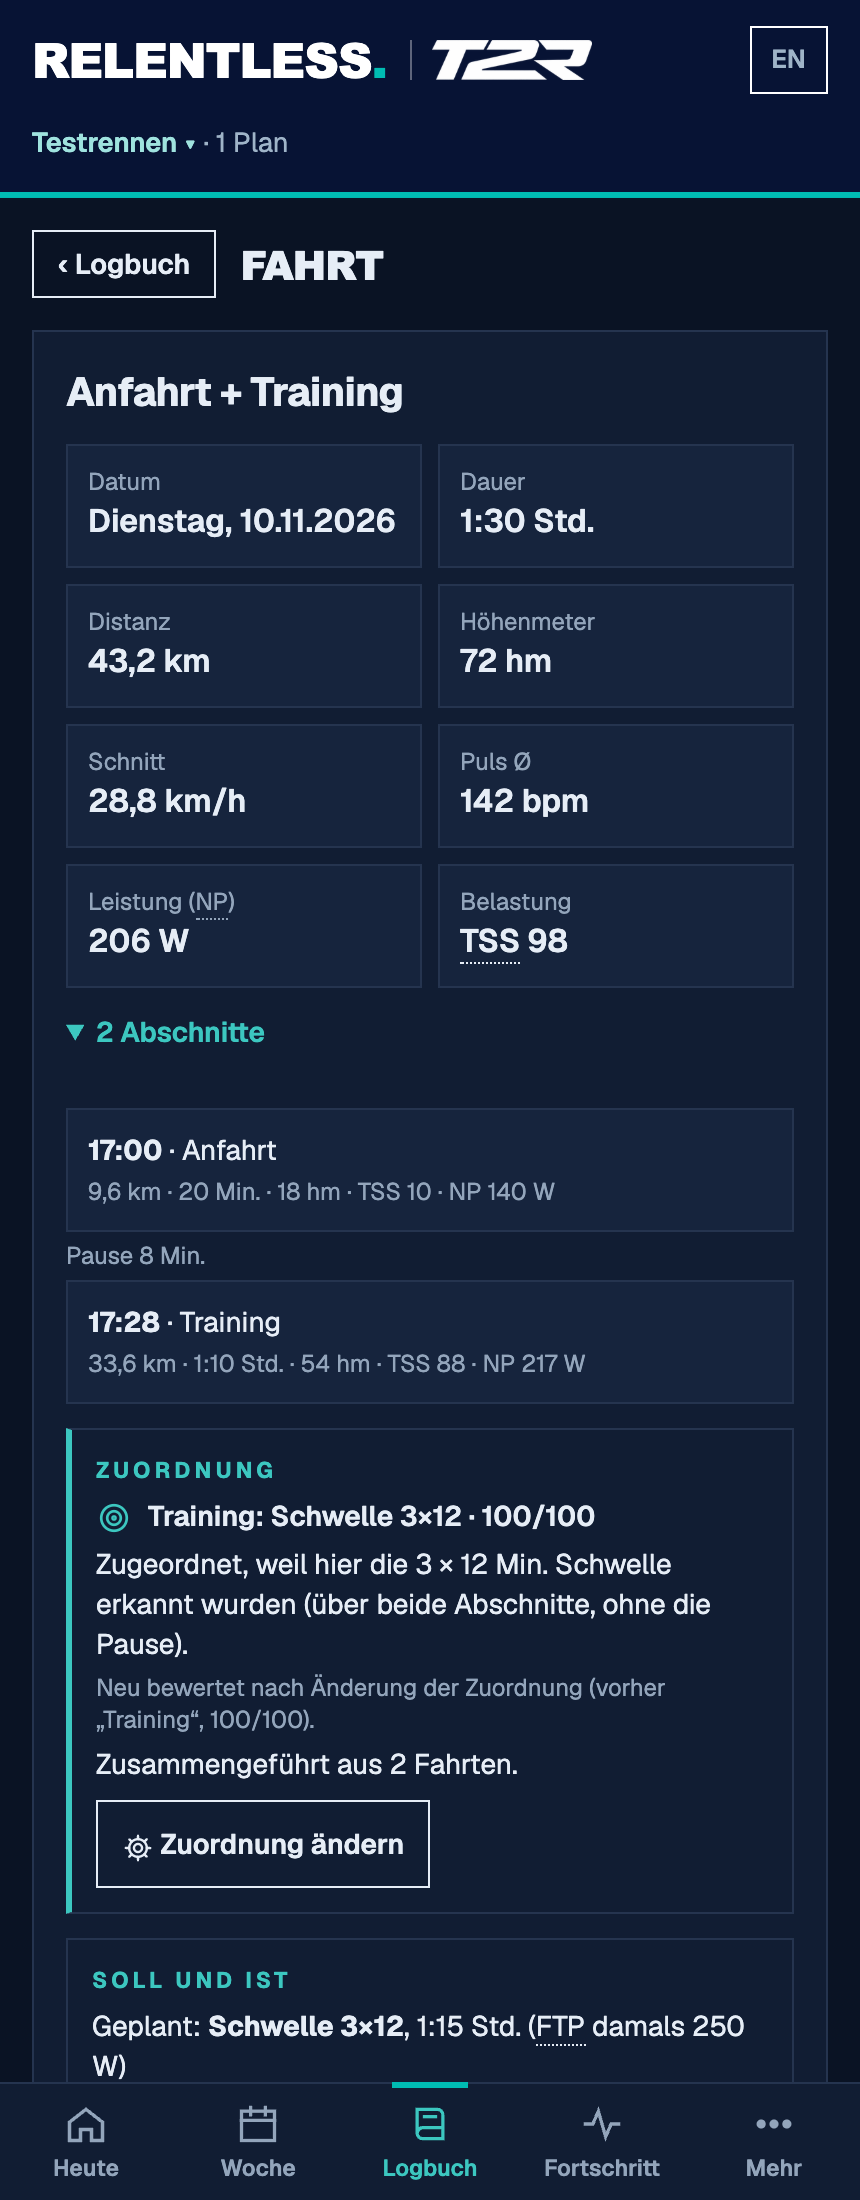 RELENTLESS. T2R
EN
Testrennen ▾ · 1 Plan
‹ Logbuch
FAHRT
Anfahrt + Training
Datum
Dienstag, 10.11.2026
Dauer
1:30 Std.
Distanz
43,2 km
Höhenmeter
72 hm
Schnitt
28,8 km/h
Puls Ø
142 bpm
Leistung (NP)
206 W
Belastung
TSS 98
▼ 2 Abschnitte
17:00 · Anfahrt
9,6 km · 20 Min. · 18 hm · TSS 10 · NP 140 W
Pause 8 Min.
17:28 · Training
33,6 km · 1:10 Std. · 54 hm · TSS 88 · NP 217 W
ZUORDNUNG
Training: Schwelle 3×12 · 100/100
Zugeordnet, weil hier die 3 × 12 Min. Schwelle
erkannt wurden (über beide Abschnitte, ohne die
Pause).
Neu bewertet nach Änderung der Zuordnung (vorher
„Training“, 100/100).
Zusammengeführt aus 2 Fahrten.
Zuordnung ändern
SOLL UND IST
Geplant: Schwelle 3×12, 1:15 Std. (FTP damals 250
W)
Heute
Woche
Logbuch
Fortschritt
Mehr